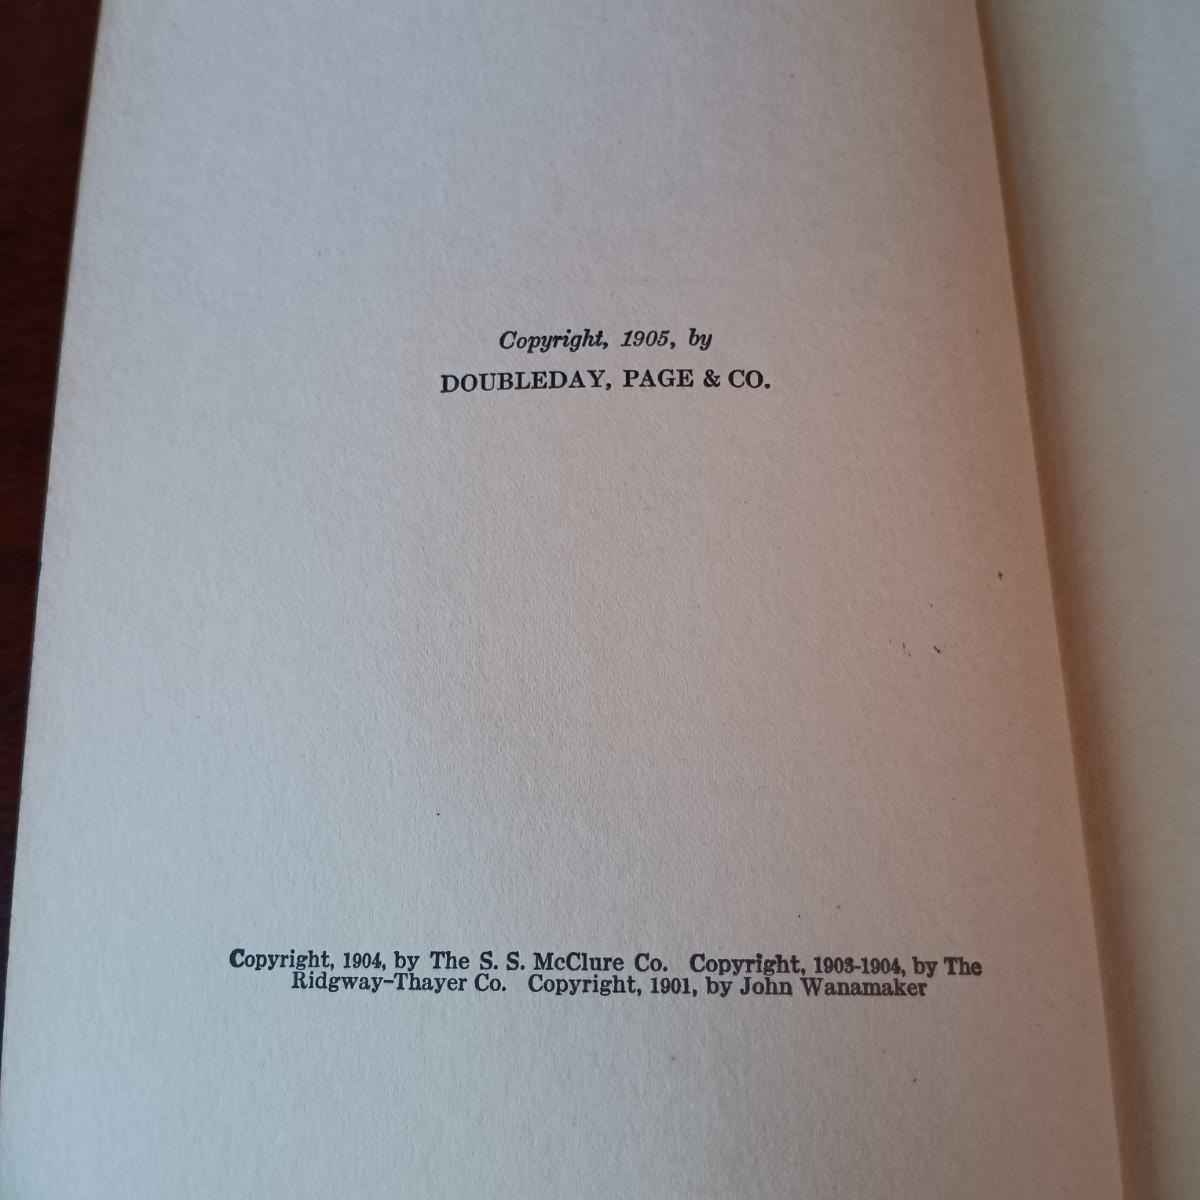 Copyright, 1905, by
DOUBLEDAY, PAGE & CO.
Copyright, 1904, by The S. S. McClure Co. Copyright, 1903-1904, by The
Ridgway-Thayer Co. Copyright, 1901, by John Wanamaker